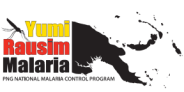 Yumi
Rausim
Malaria
PNG NATIONAL MALARIA CONTROL PROGRAM